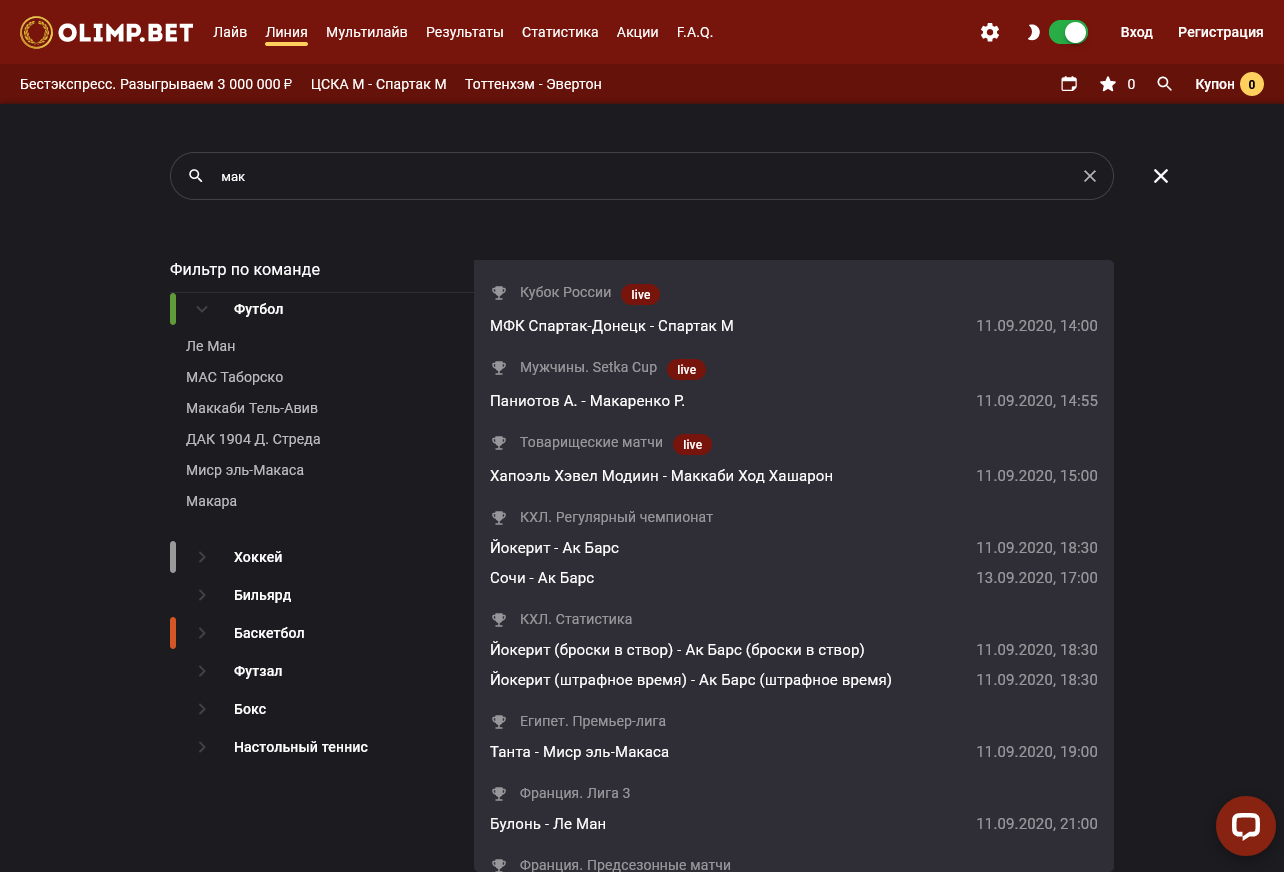 OLIMP.BET Лайв Линия Мультилайв Результаты Статистика Акции F.A.Q. Вход Регистрация
Бестэкспресс. Разыгрываем 3 000 000 ₽ ЦСКА М - Спартак М Тоттенхэм - Эвертон 0 Купон 0
мак
Фильтр по команде
Футбол
Ле Ман
МАС Таборско
Маккаби Тель-Авив
ДАК 1904 Д. Стреда
Миср эль-Макаса
Макара
Хоккей
Бильярд
Баскетбол
Футзал
Бокс
Настольный теннис
Кубок России live
МФК Спартак-Донецк - Спартак М 11.09.2020, 14:00
Мужчины. Setka Cup live
Паниотов А. - Макаренко Р. 11.09.2020, 14:55
Товарищеские матчи live
Хапоэль Хэвел Модиин - Маккаби Ход Хашарон 11.09.2020, 15:00
КХЛ. Регулярный чемпионат
Йокерит - Ак Барс 11.09.2020, 18:30
Сочи - Ак Барс 13.09.2020, 17:00
КХЛ. Статистика
Йокерит (броски в створ) - Ак Барс (броски в створ) 11.09.2020, 18:30
Йокерит (штрафное время) - Ак Барс (штрафное время) 11.09.2020, 18:30
Египет. Премьер-лига
Танта - Миср эль-Макаса 11.09.2020, 19:00
Франция. Лига 3
Булонь - Ле Ман 11.09.2020, 21:00
Франция. Предсезонные матчи